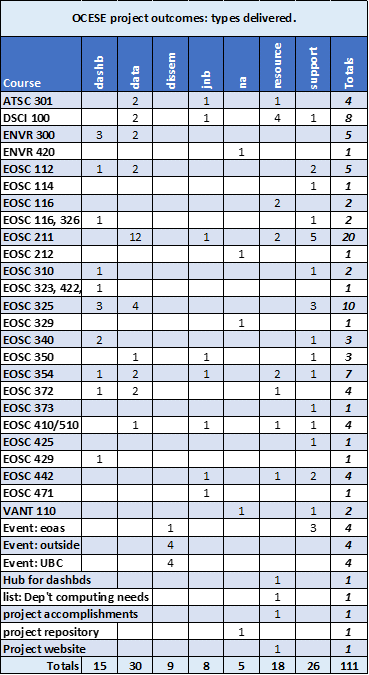 OCESE project outcomes: types delivered.
Course dashb data dissem jnb na resource support Totals
ATSC 301 2 1 1 4
DSCI 100 2 1 4 1 8
ENVR 300 3 2 5
ENVR 420 1 1
EOSC 112 1 2 2 5
EOSC 114 1 1
EOSC 116 2 2
EOSC 116, 326 1 1 2
EOSC 211 12 1 2 5 20
EOSC 212 1 1
EOSC 310 1 1 2
EOSC 323, 422, 1 1
EOSC 325 3 4 3 10
EOSC 329 1 1
EOSC 340 2 1 3
EOSC 350 1 1 1 3
EOSC 354 1 2 1 2 1 7
EOSC 372 1 2 1 4
EOSC 373 1 1
EOSC 410/510 1 1 1 1 4
EOSC 425 1 1
EOSC 429 1 1
EOSC 442 1 1 2 4
EOSC 471 1 1
VANT 110 1 1 2
Event: eoas 1 3 4
Event: outside 4 4
Event: UBC 4 4
Hub for dashbds 1 1
list: Dep't computing needs 1 1
project accomplishments 1 1
project repository 1 1
Project website 1 1
Totals 15 30 9 8 5 18 26 111